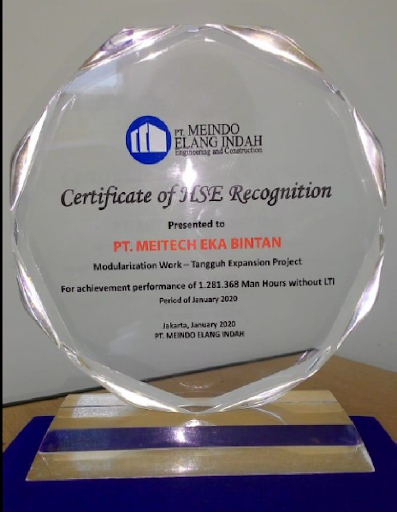 PT. MEINDO
ELANG INDAH
Engineering and Construction
Certificate of HSE Recognition
Presented to
PT. MEITECH EKA BINTAN
Modularization Work – Tangguh Expansion Project
For achievement performance of 1.281.368 Man Hours without LTI
Period of January 2020
Jakarta, January 2020
PT. MEINDO ELANG INDAH